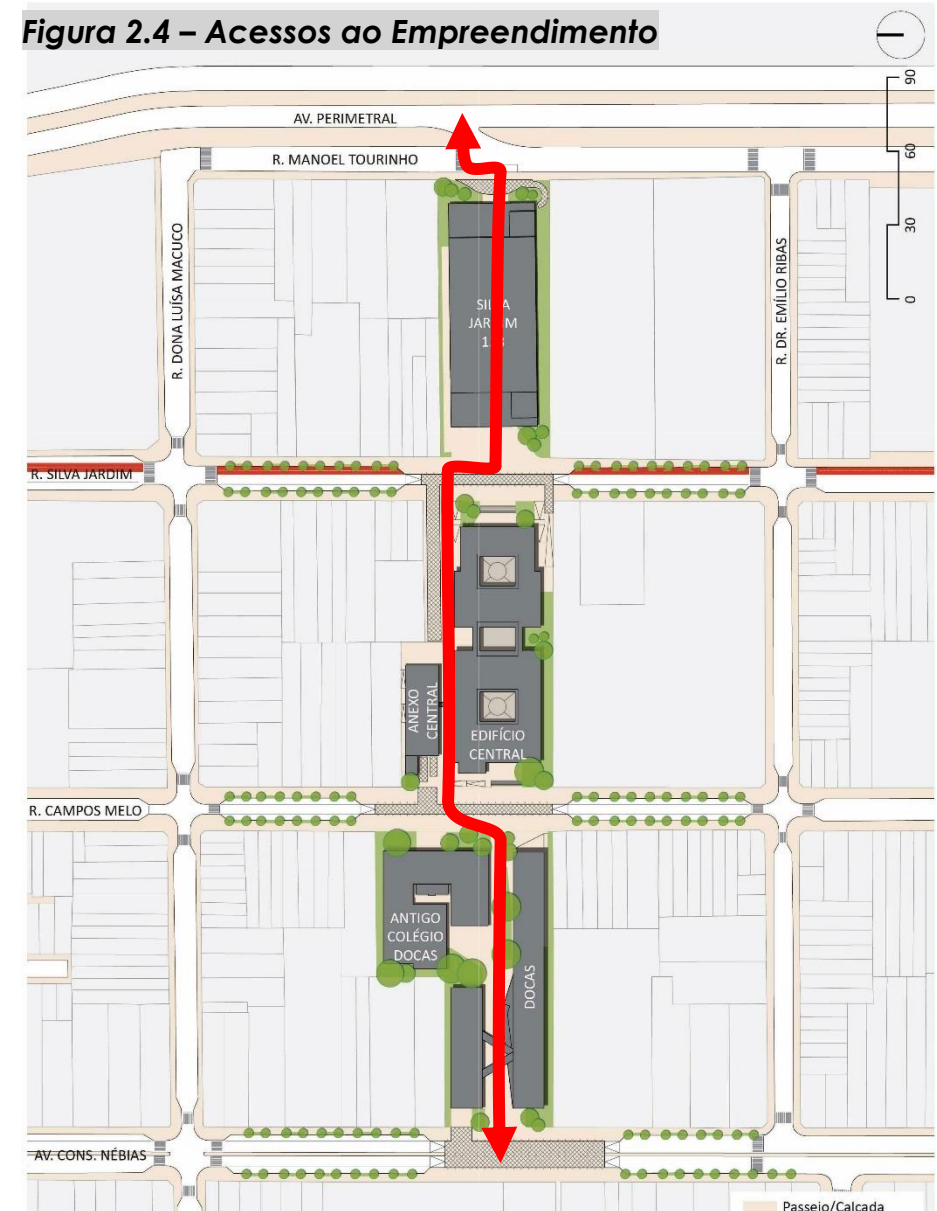 Figura 2.4 – Acessos ao Empreendimento
90
AV. PERIMETRAL
R. MANOEL TOURINHO
60
30
0
R. DONA LUÍSA MACUCO
R. DR. EMÍLIO RIBAS
JARDIM
R. SILVA JARDIM
ANEXO
CENTRAL
EDIFÍCIO
CENTRAL
R. CAMPOS MELO
ANTIGO
COLÉGIO
DOCAS
DOCAS
AV. CONS. NÉBIAS
Passeio/Calçada